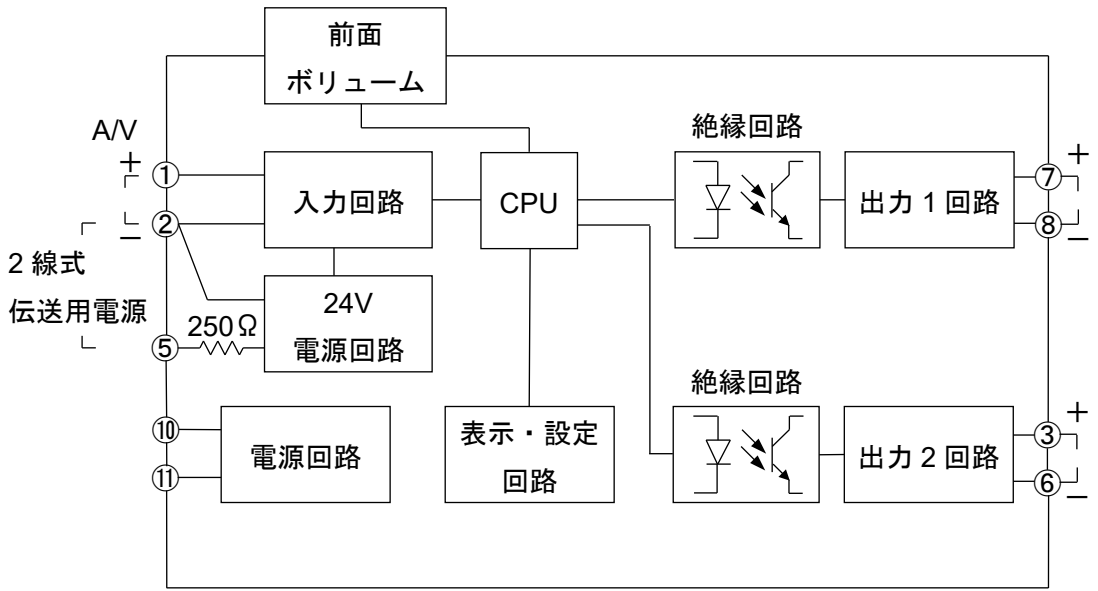 前面
ボリューム
A/V
絶縁回路
+
①
入力回路
CPU
出力 1 回路
⑦
+
②
−
⑧
−
2 線式
伝送用電源
24V
電源回路
250Ω
⑤
絶縁回路
⑩
電源回路
⑪
表示・設定
回路
出力 2 回路
+
③
⑥
−